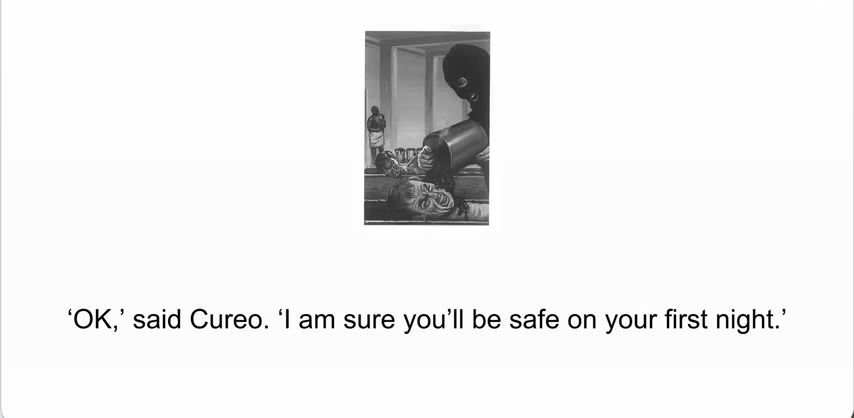 ‘OK,’ said Cureo. ‘I am sure you’ll be safe on your first night.’